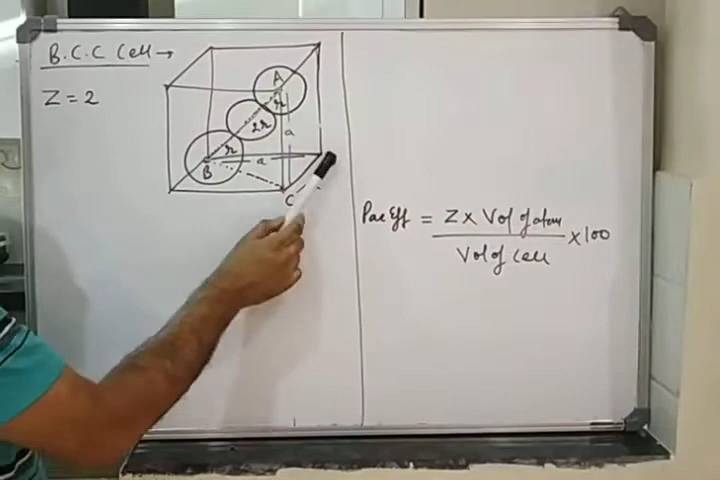 B.C.C Cell →
Z = 2
A
r
a
2r
r
a
B
C
Pac Eff = Z x Vol of atom
Vol of cell
x 100